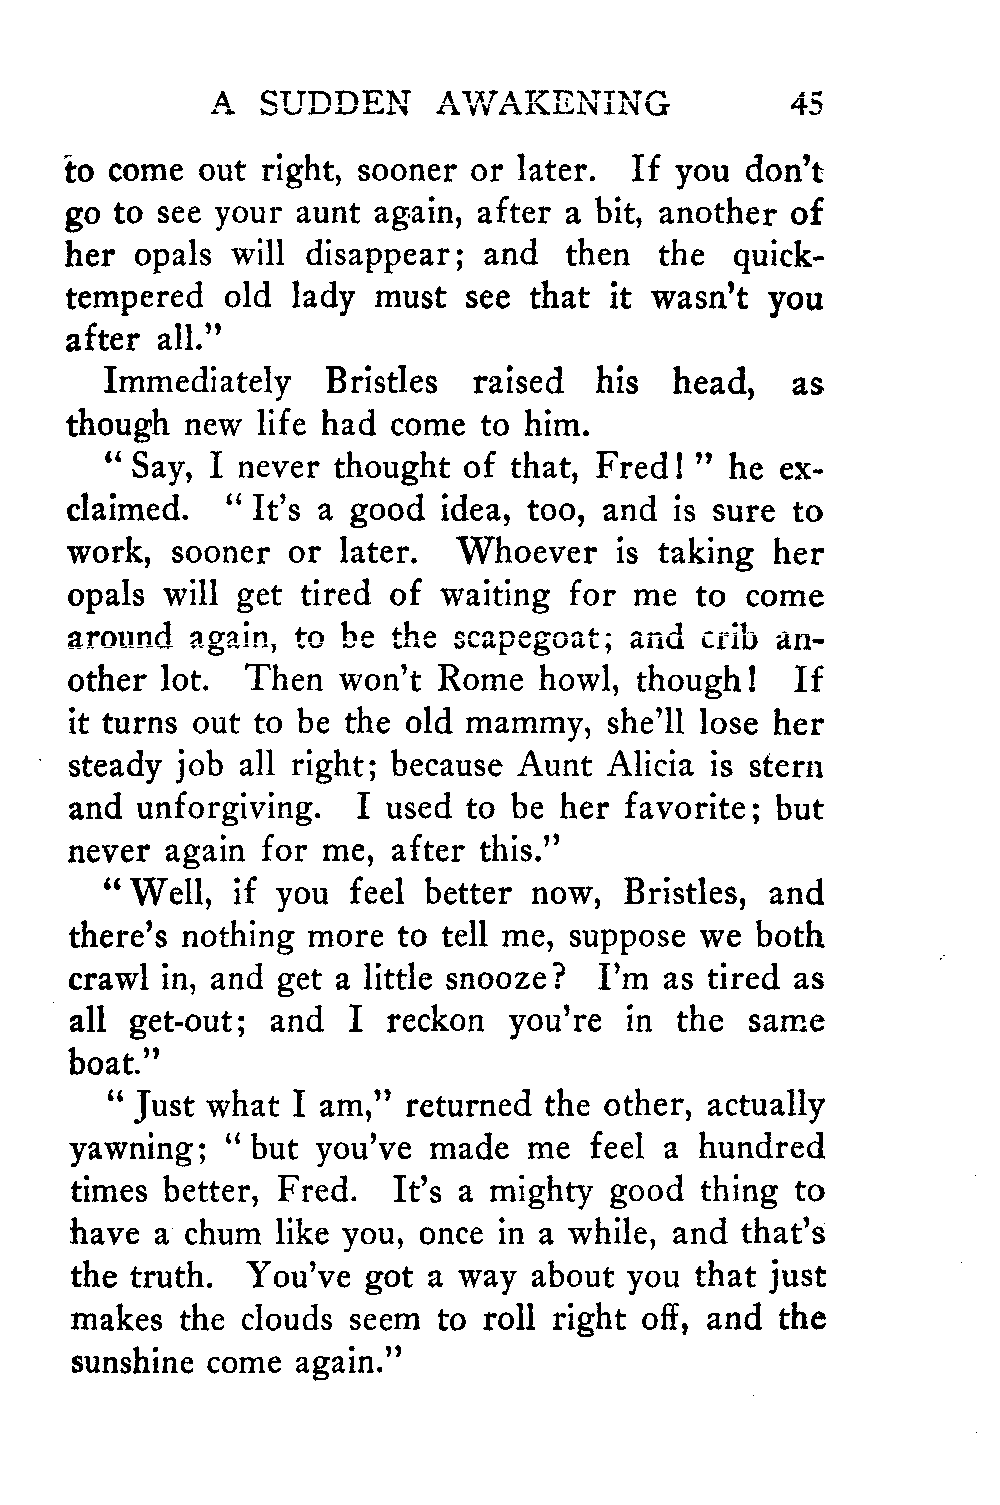 A SUDDEN AWAKENING 45
to come out right, sooner or later. If you don't
go to see your aunt again, after a bit, another of
her opals will disappear; and then the quick-
tempered old lady must see that it wasn't you
after all."
Immediately Bristles raised his head, as
though new life had come to him.
"Say, I never thought of that, Fred!" he ex-
claimed. "It's a good idea, too, and is sure to
work, sooner or later. Whoever is taking her
opals will get tired of waiting for me to come
around again, to be the scapegoat; and crib an-
other lot. Then won't Rome howl, though! If
it turns out to be the old mammy, she'll lose her
steady job all right; because Aunt Alicia is stern
and unforgiving. I used to be her favorite; but
never again for me, after this."
"Well, if you feel better now, Bristles, and
there's nothing more to tell me, suppose we both
crawl in, and get a little snooze? I'm as tired as
all get-out; and I reckon you're in the same
boat."
"Just what I am," returned the other, actually
yawning; "but you've made me feel a hundred
times better, Fred. It's a mighty good thing to
have a chum like you, once in a while, and that's
the truth. You've got a way about you that just
makes the clouds seem to roll right off, and the
sunshine come again."